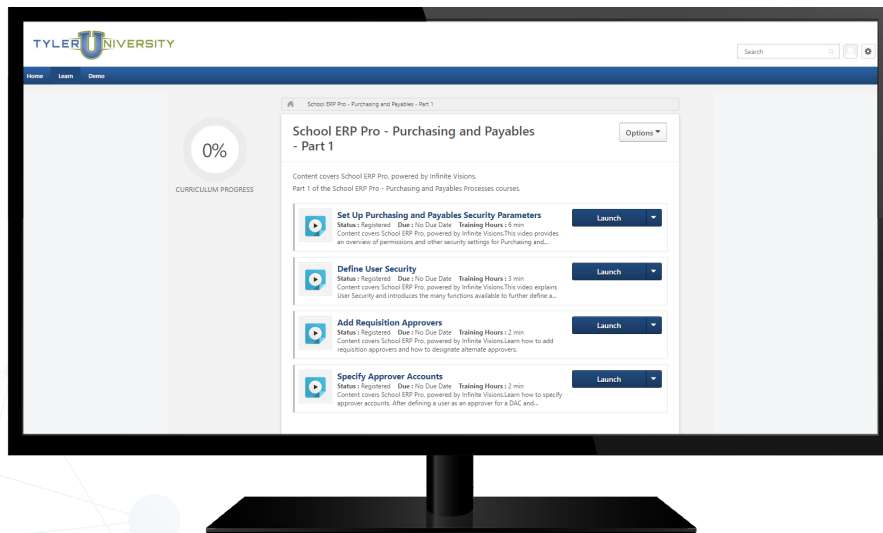 TYLER UNIVERSITY
Search
Home Learn Demo
School ERP Pro - Purchasing and Payables - Part 1
0%
CURRICULUM PROGRESS
School ERP Pro - Purchasing and Payables
- Part 1
Options
Content covers School ERP Pro, powered by Infinite Visions.
Part 1 of the School ERP Pro - Purchasing and Payables Processes courses.
Set Up Purchasing and Payables Security Parameters
Status : Registered Due : No Due Date Training Hours : 6 min
Content covers School ERP Pro, powered by Infinite Visions.This video provides
an overview of permissions and other security settings for Purchasing and...
Launch
Define User Security
Status : Registered Due : No Due Date Training Hours : 3 min
Content covers School ERP Pro, powered by Infinite Visions.This video explains
User Security and introduces the many functions available to further define a...
Launch
Add Requisition Approvers
Status : Registered Due : No Due Date Training Hours : 2 min
Content covers School ERP Pro, powered by Infinite Visions.Learn how to add
requisition approvers and how to designate alternate approvers.
Launch
Specify Approver Accounts
Status : Registered Due : No Due Date Training Hours : 2 min
Content covers School ERP Pro, powered by Infinite Visions.Learn how to specify
approver accounts. After defining a user as an approver for a DAC and...
Launch